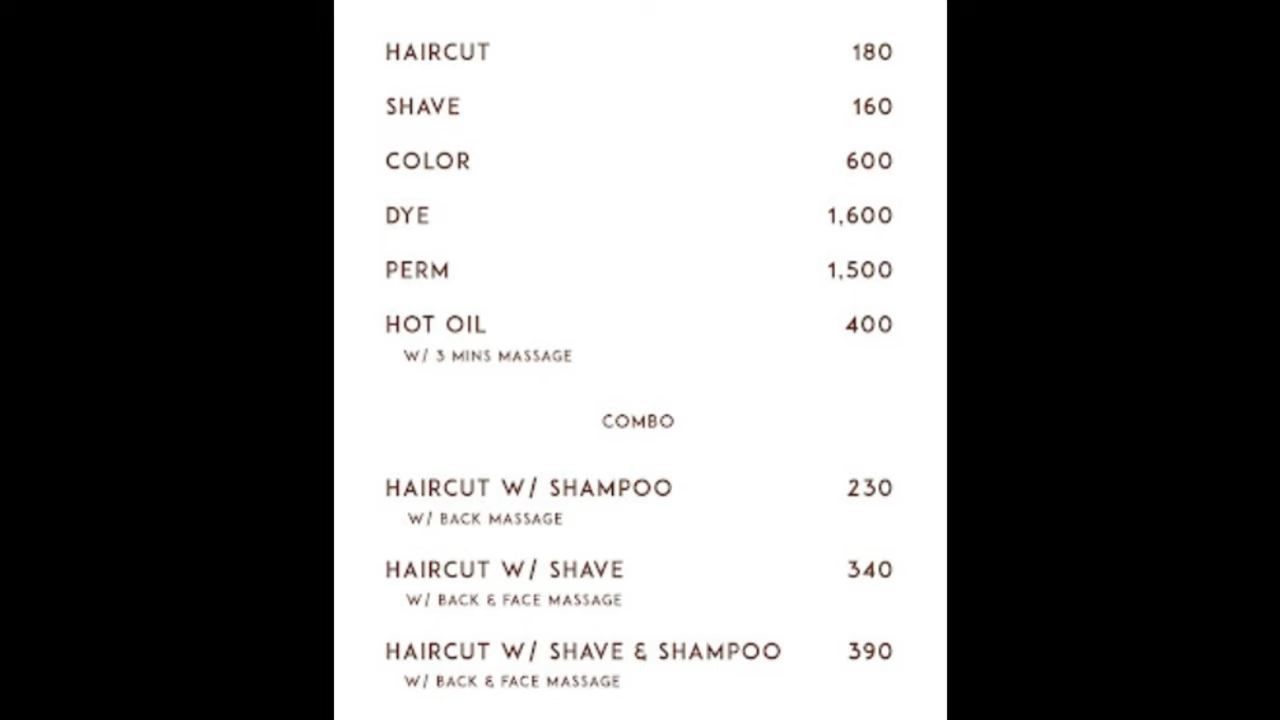 HAIRCUT 180
SHAVE 160
COLOR 600
DYE 1,600
PERM 1,500
HOT OIL 400
W/ 3 MINS MASSAGE
COMBO
HAIRCUT W/ SHAMPOO 230
W/ BACK MASSAGE
HAIRCUT W/ SHAVE 340
W/ BACK & FACE MASSAGE
HAIRCUT W/ SHAVE & SHAMPOO 390
W/ BACK & FACE MASSAGE